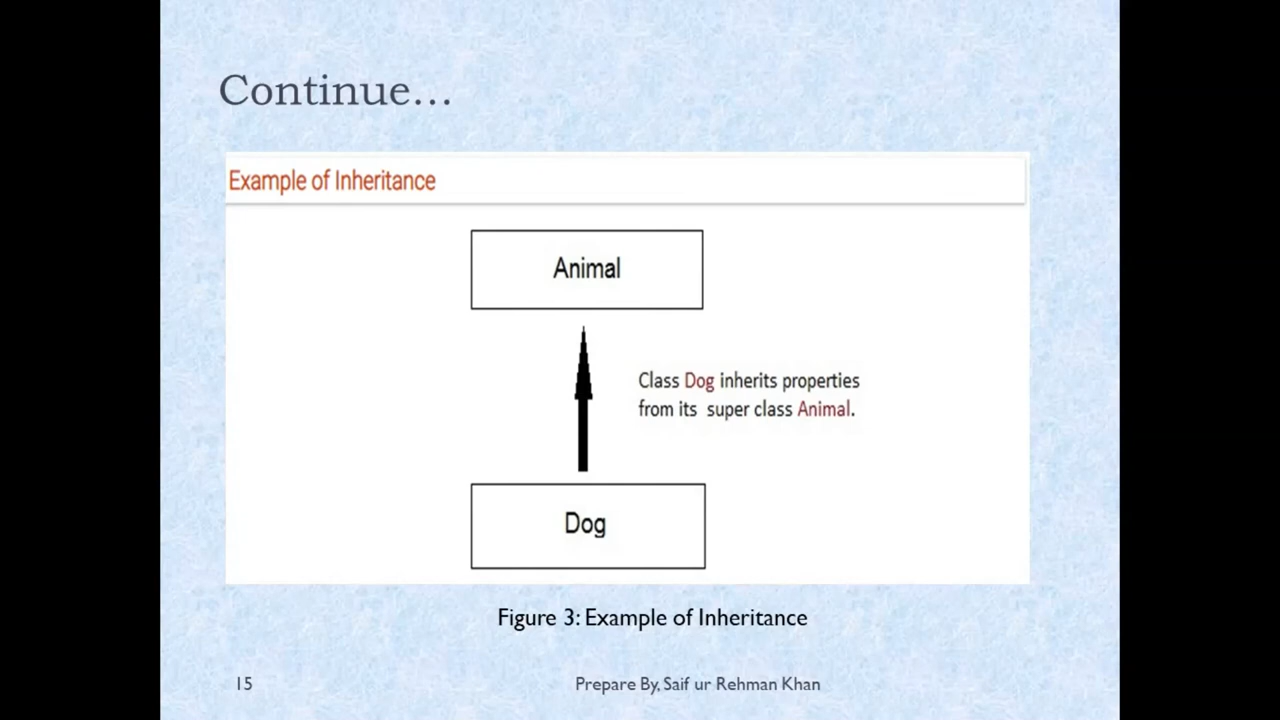 Continue…
Example of Inheritance
Animal
Class Dog inherits properties
from its super class Animal.
Dog
Figure 3: Example of Inheritance
15
Prepare By, Saif ur Rehman Khan